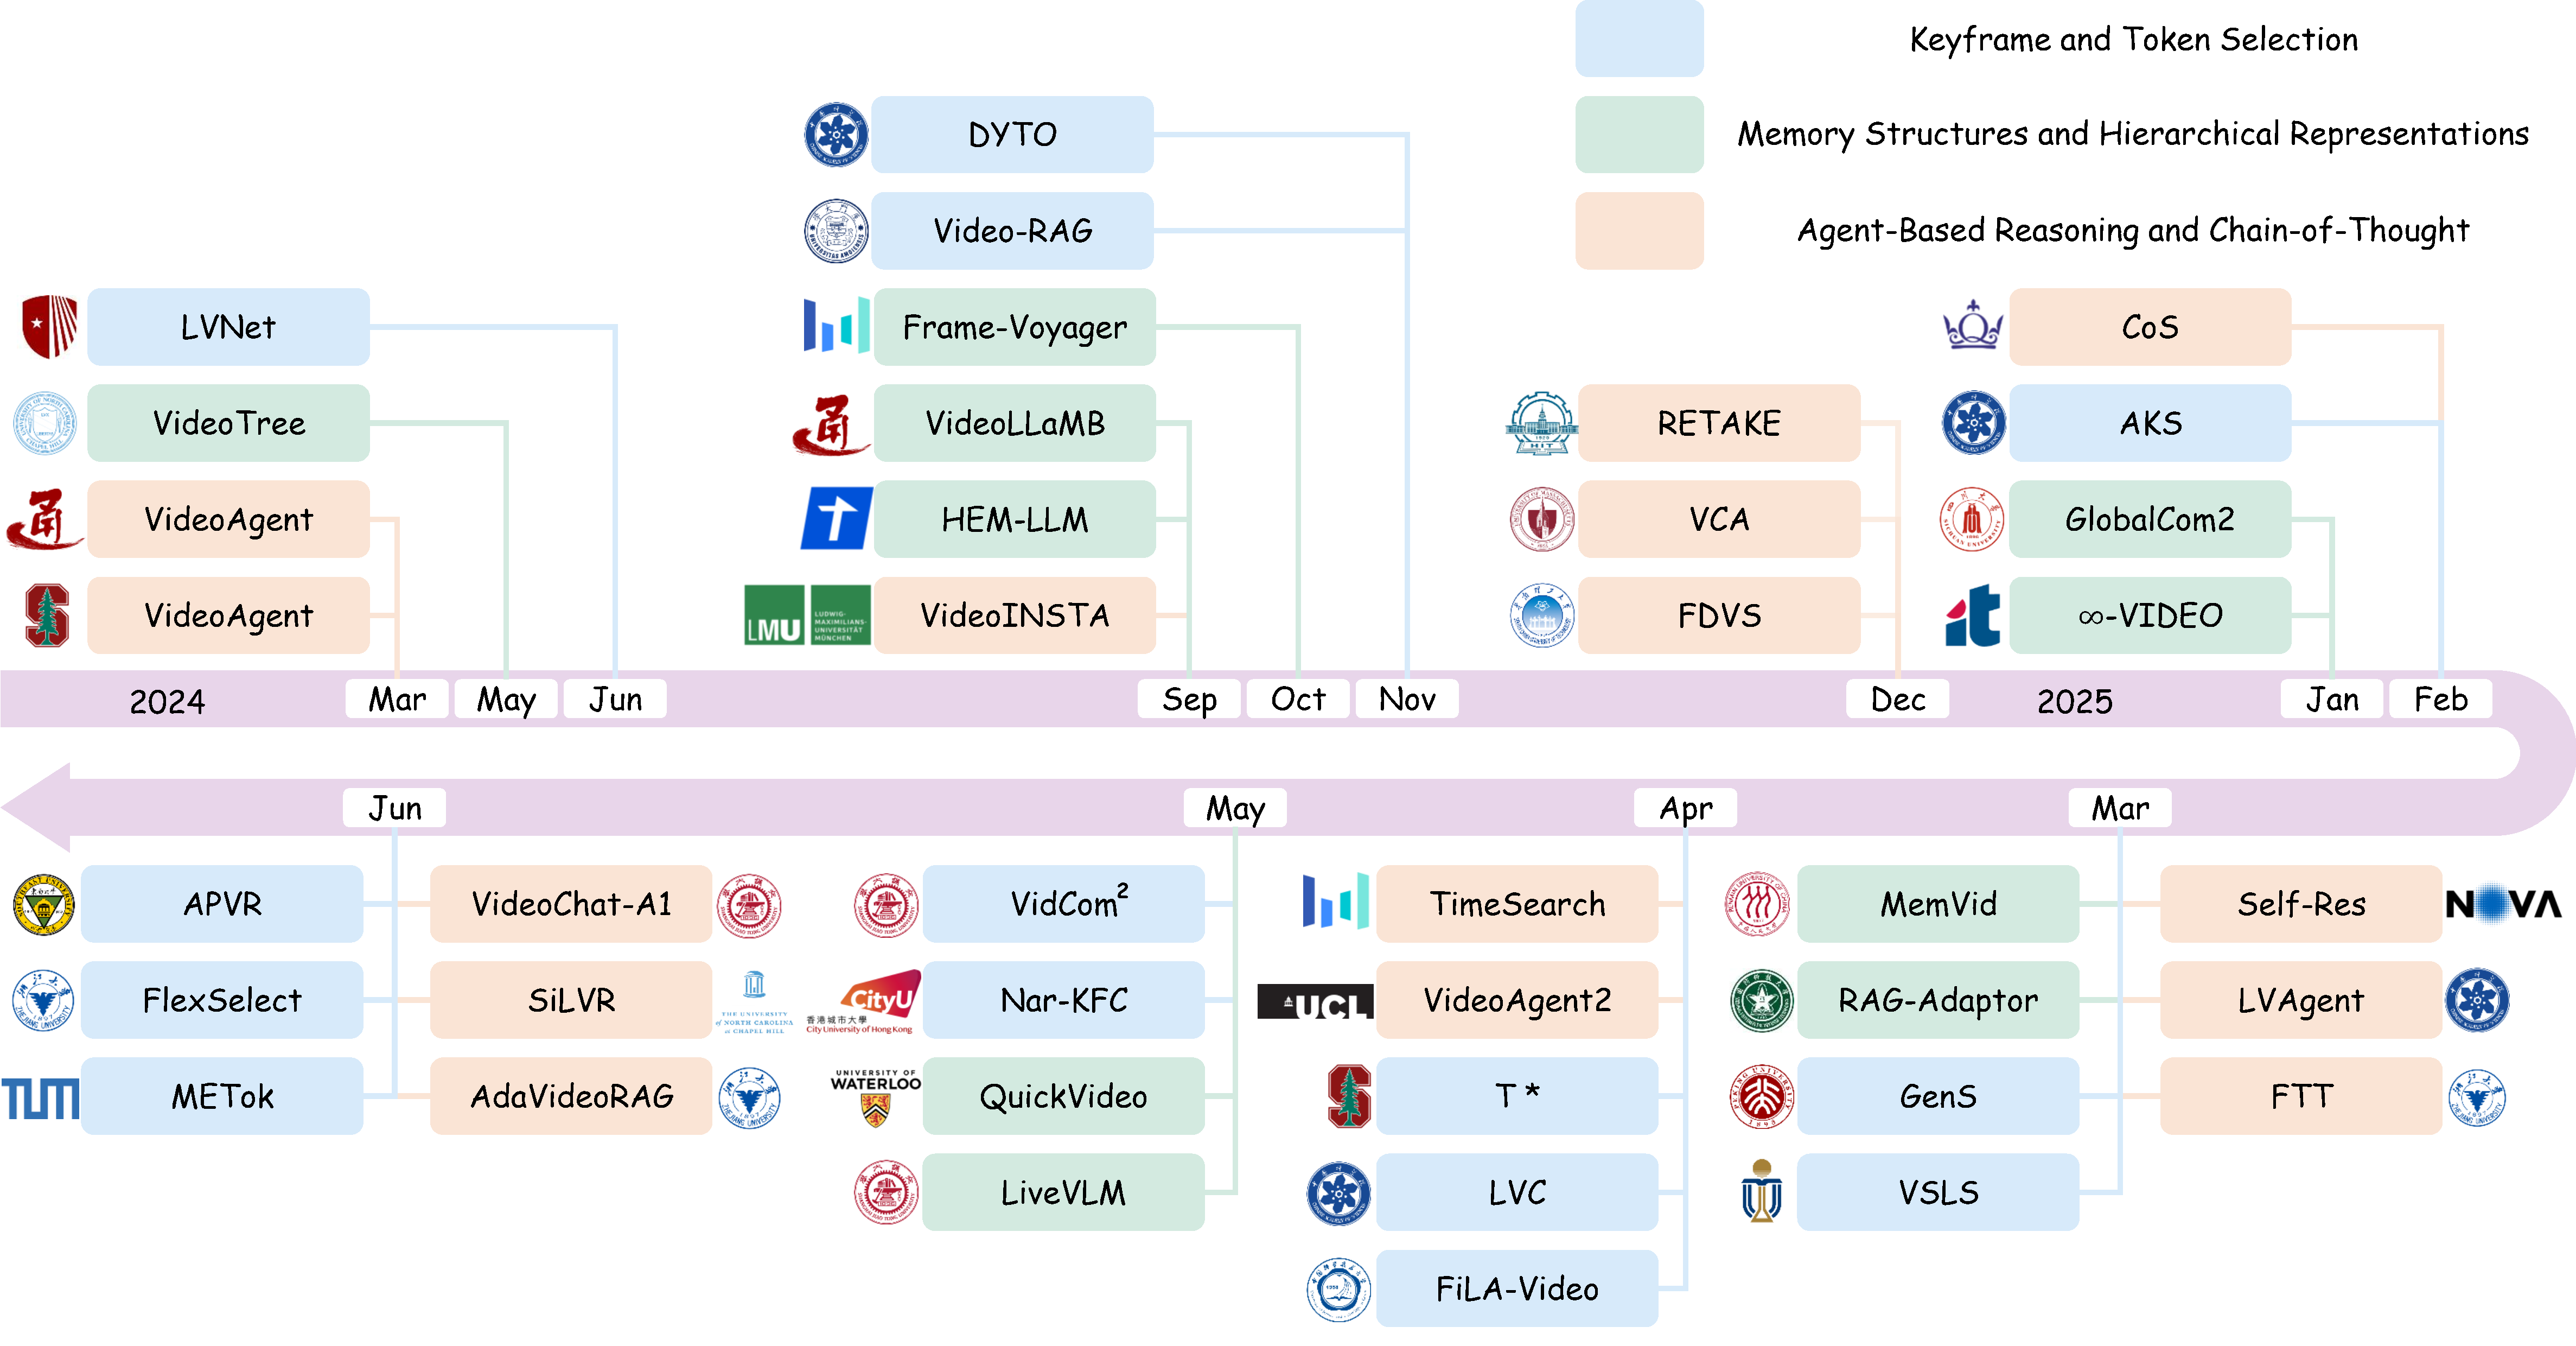 Keyframe and Token Selection
Memory Structures and Hierarchical Representations
Agent-Based Reasoning and Chain-of-Thought
DYTO
Video-RAG
LVNet
Frame-Voyager
CoS
VideoTree
VideoLLaMB
RETAKE
AKS
VideoAgent
HEM-LLM
VCA
GlobalCom2
VideoAgent
LMU
LUDWIG-
MAXIMILIANS-
UNIVERSITÄT
MÜNCHEN
VideoINSTA
FDVS
it
∞-VIDEO
2024
Mar
May
Jun
Sep
Oct
Nov
Dec
2025
Jan
Feb
Jun
May
Apr
Mar
APVR
VideoChat-A1
VidCom²
TimeSearch
MemVid
Self-Res
NOVA
FlexSelect
SiLVR
THE UNIVERSITY
of NORTH CAROLINA
at CHAPEL HILL
CityU
香港城市大學
City University of Hong Kong
Nar-KFC
UCL
VideoAgent2
RAG-Adaptor
LVAgent
TUM
METok
AdaVideoRAG
UNIVERSITY OF
WATERLOO
QuickVideo
T *
GenS
FTT
LiveVLM
LVC
VSLS
FiLA-Video